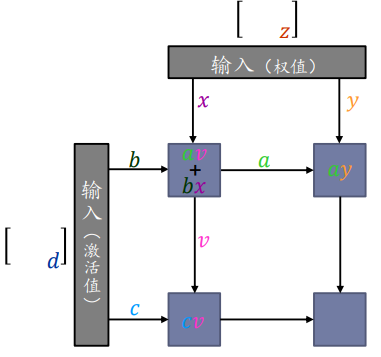 [ z ]
输入（权值）
x y
输入（激活值）
b av + bx a ay
v
[ d ]
c cv